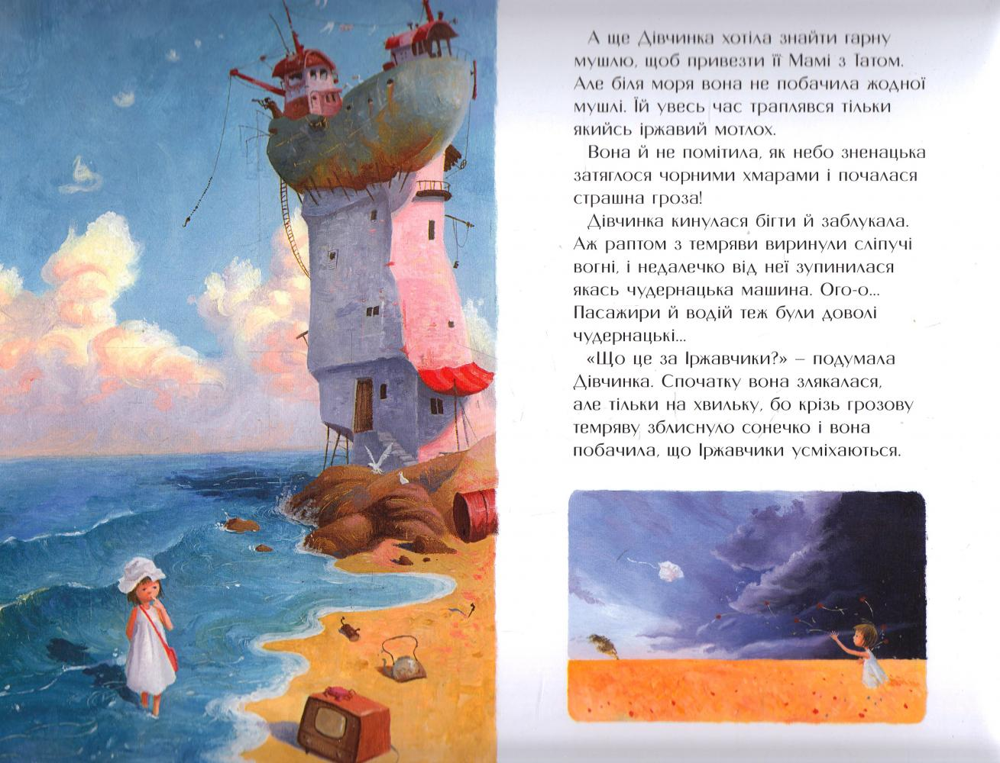 А ще Дівчинка хотіла знайти гарну
мушлю, щоб привезти її Мамі з Татом.
Але біля моря вона не побачила жодної
мушлі. Їй увесь час траплявся тільки
якийсь іржавий мотлох.
Вона й не помітила, як небо зненацька
затяглося чорними хмарами і почалася
страшна гроза!
Дівчинка кинулася бігти й заблукала.
Аж раптом з темряви виринули сліпучі
вогні, і недалечко від неї зупинилася
якась чудернацька машина. Ого-о...
Пасажири й водій теж були доволі
чудернацькі...
«Що це за Іржавчики?» – подумала
Дівчинка. Спочатку вона злякалася,
але тільки на хвильку, бо крізь грозову
темряву зблиснуло сонечко і вона
побачила, що Іржавчики усміхаються.